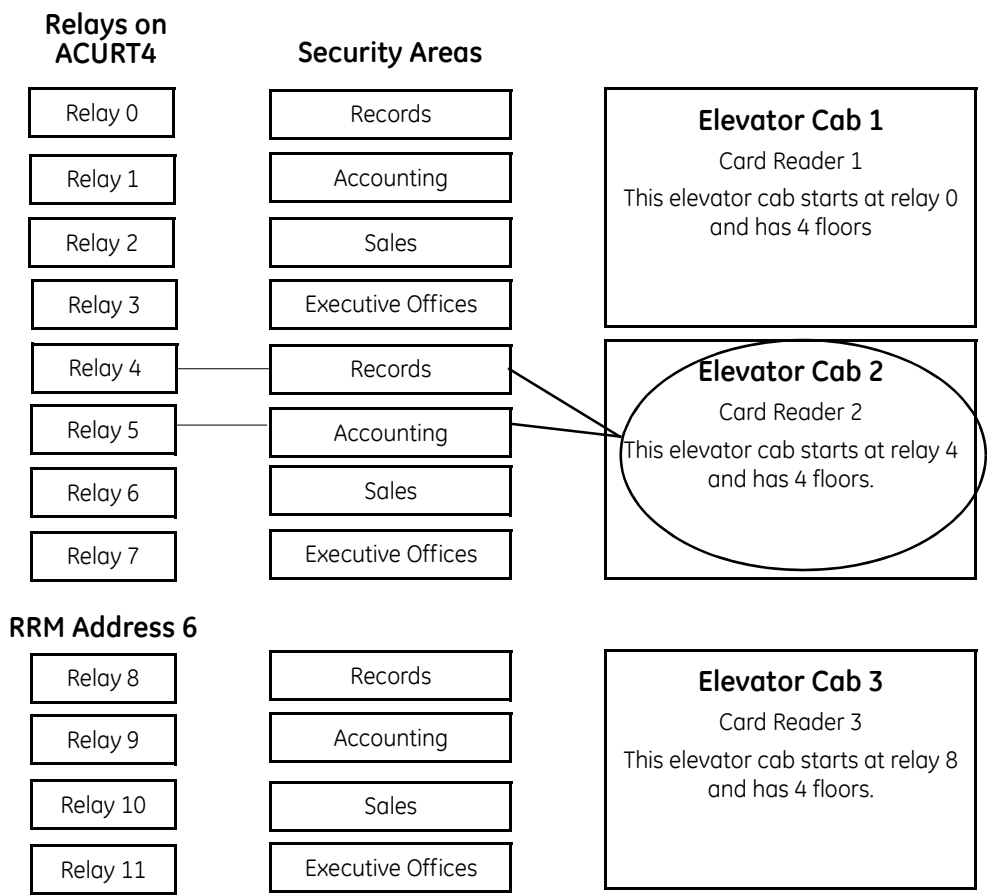 Relays on
ACURT4
Security Areas
Relay 0
Records
Relay 1
Accounting
Relay 2
Sales
Relay 3
Executive Offices
Elevator Cab 1
Card Reader 1
This elevator cab starts at relay 0
and has 4 floors
Relay 4
Records
Relay 5
Accounting
Relay 6
Sales
Relay 7
Executive Offices
Elevator Cab 2
Card Reader 2
This elevator cab starts at relay 4
and has 4 floors.
RRM Address 6
Relay 8
Records
Relay 9
Accounting
Relay 10
Sales
Relay 11
Executive Offices
Elevator Cab 3
Card Reader 3
This elevator cab starts at relay 8
and has 4 floors.